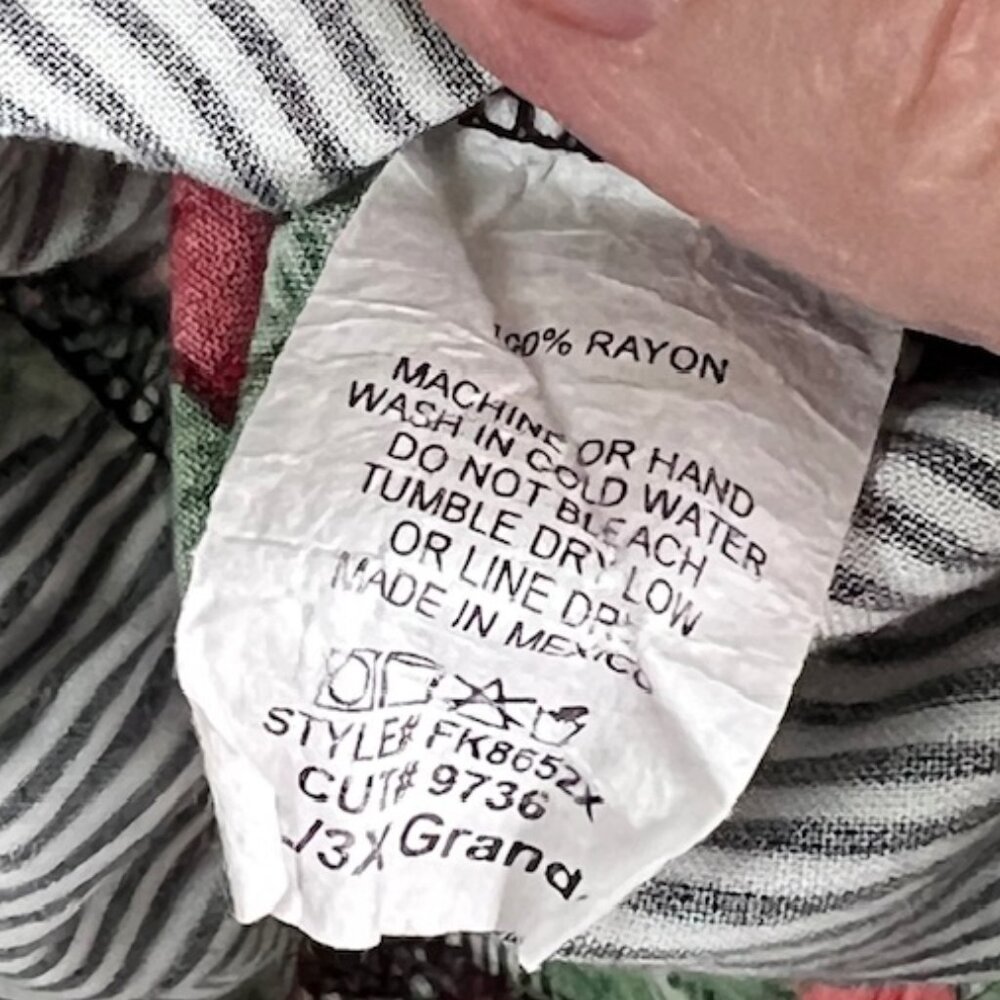 100% RAYON
MACHINE OR HAND
WASH IN COLD WATER
DO NOT BLEACH
TUMBLE DRY LOW
OR LINE DRY
MADE IN MEXICO
STYLE# FK8652X
CUT# 9736
/3X Grand